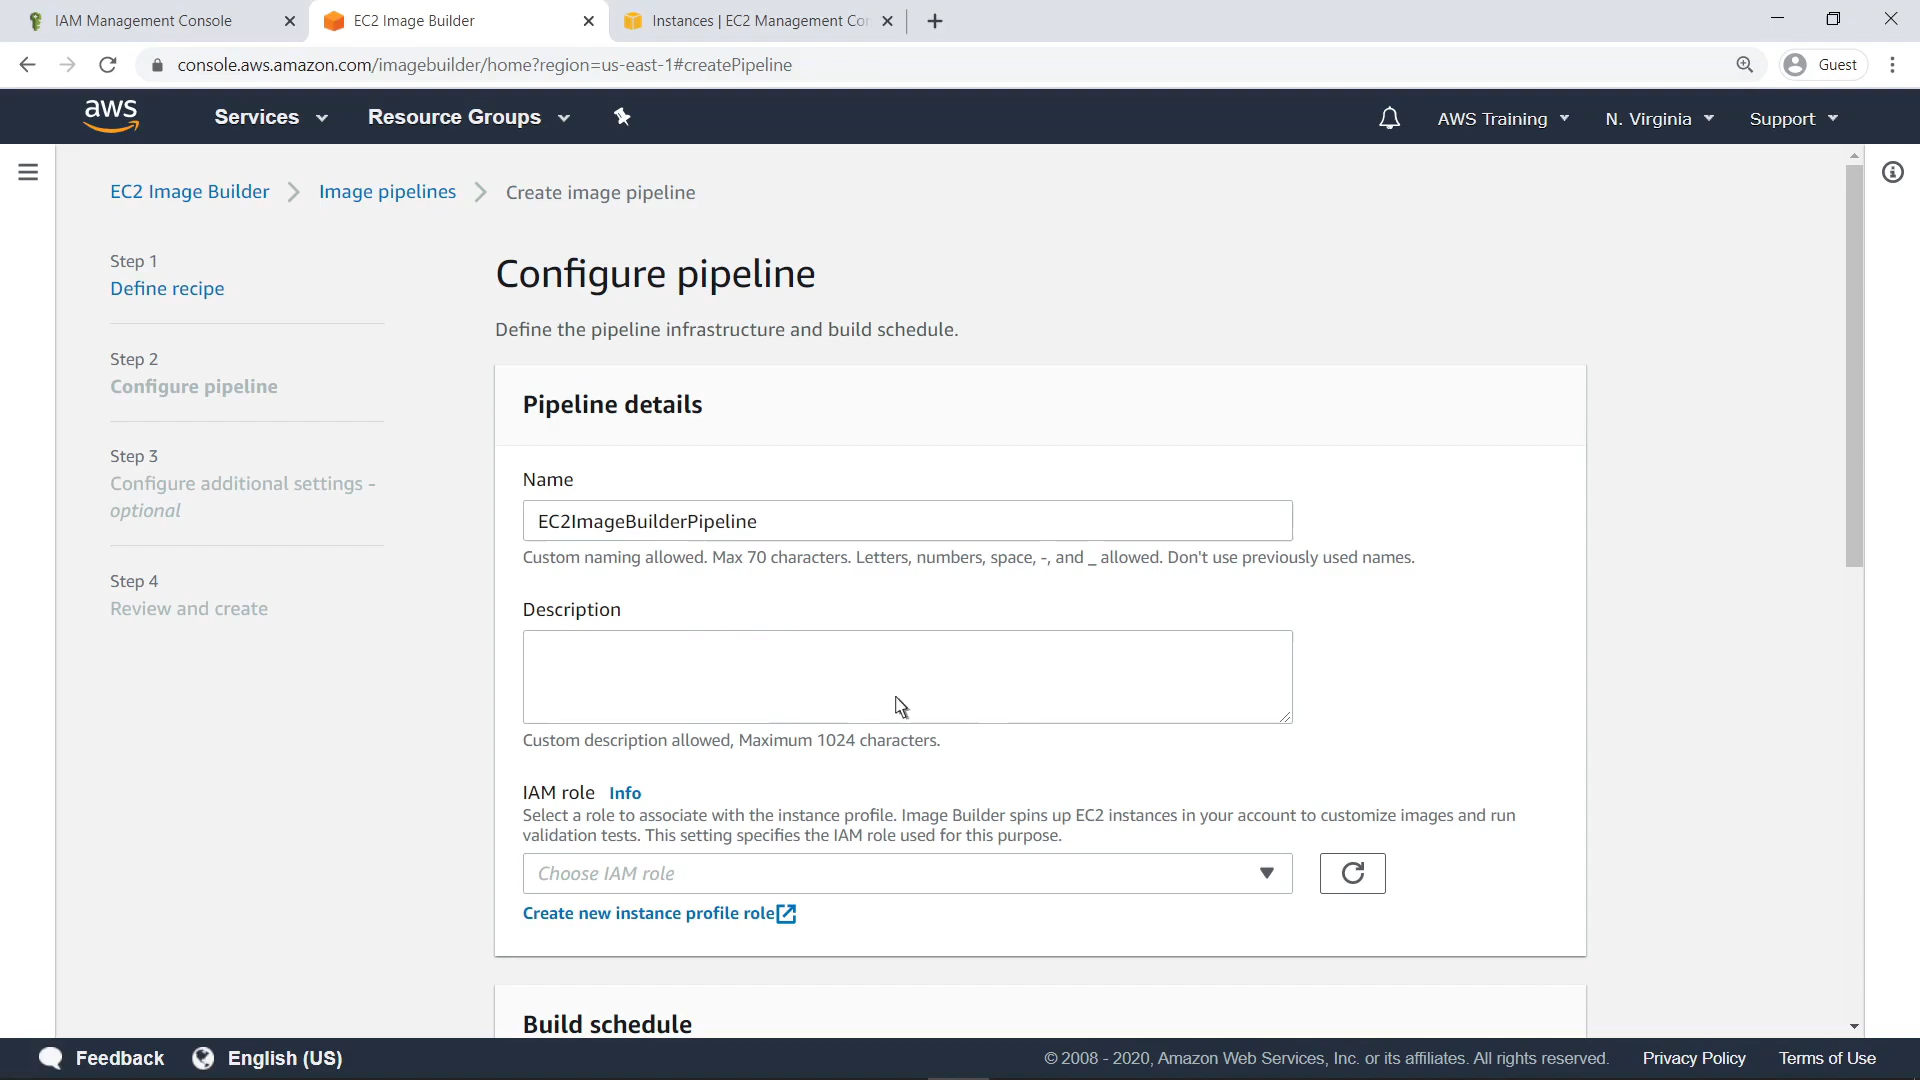 IAM Management Console
EC2 Image Builder
Instances | EC2 Management Con
console.aws.amazon.com/imagebuilder/home?region=us-east-1#createPipeline
Guest
aws
Services
Resource Groups
AWS Training
N. Virginia
Support
EC2 Image Builder
Image pipelines
Create image pipeline
Step 1
Define recipe
Step 2
Configure pipeline
Step 3
Configure additional settings -
optional
Step 4
Review and create
Configure pipeline
Define the pipeline infrastructure and build schedule.
Pipeline details
Name
EC2ImageBuilderPipeline
Custom naming allowed. Max 70 characters. Letters, numbers, space, -, and _ allowed. Don't use previously used names.
Description
Custom description allowed, Maximum 1024 characters.
IAM role Info
Select a role to associate with the instance profile. Image Builder spins up EC2 instances in your account to customize images and run
validation tests. This setting specifies the IAM role used for this purpose.
Choose IAM role
Create new instance profile role
Build schedule
Feedback
English (US)
© 2008 - 2020, Amazon Web Services, Inc. or its affiliates. All rights reserved.
Privacy Policy
Terms of Use